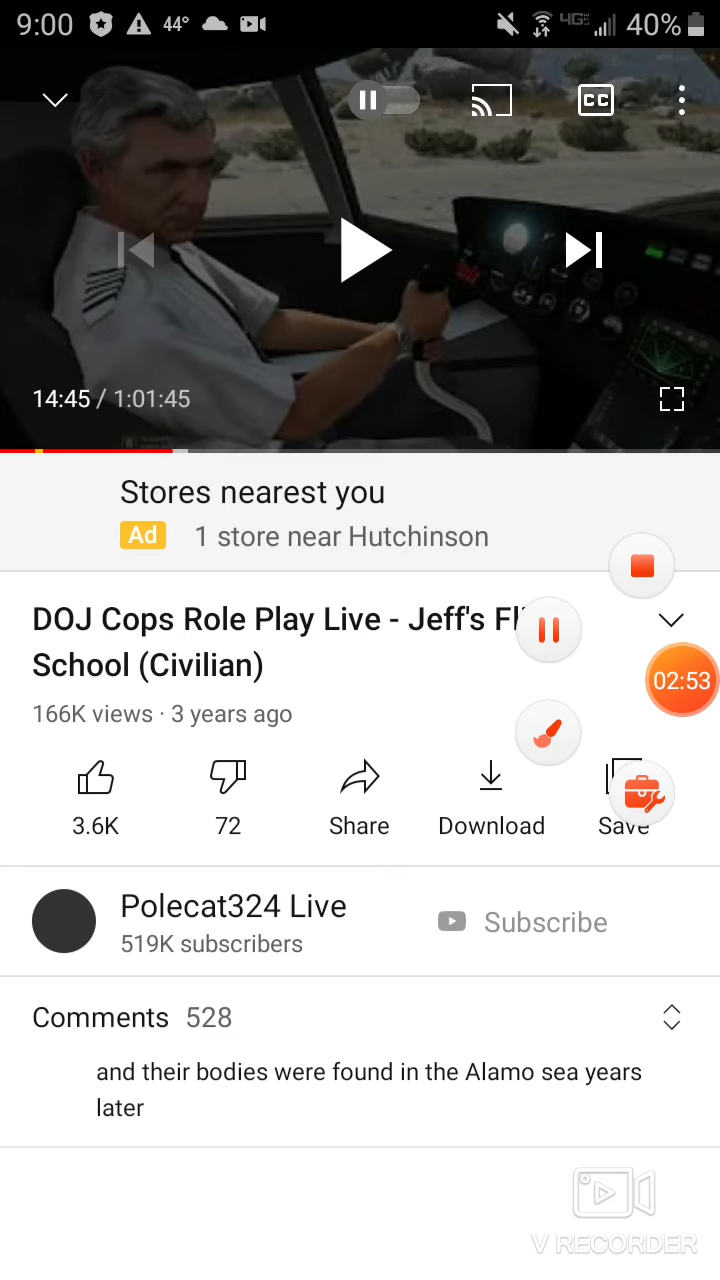 9:00 44° 4G 40%
CC
14:45 / 1:01:45
Stores nearest you
Ad 1 store near Hutchinson
DOJ Cops Role Play Live - Jeff's
School (Civilian)
02:53
166K views · 3 years ago
3.6K 72 Share Download Save
Polecat324 Live
519K subscribers
Subscribe
Comments 528
and their bodies were found in the Alamo sea years
later
V RECORDER